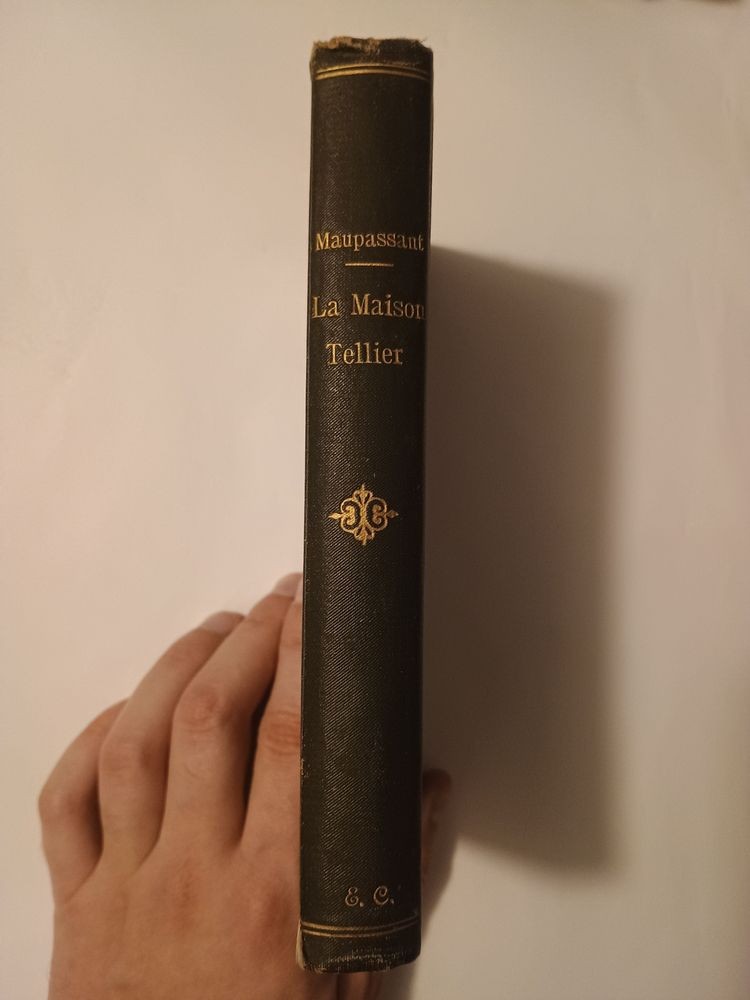 Maupassant
La Maison
Tellier
E. C.